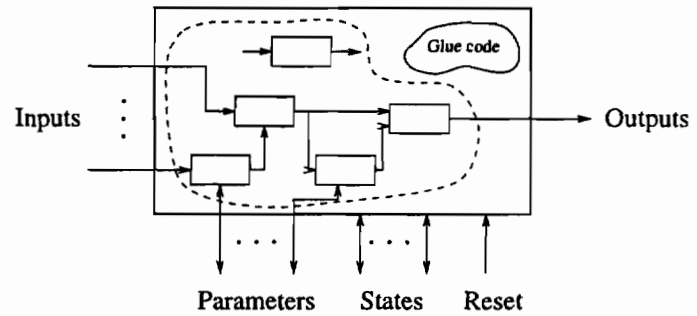 Glue code
Inputs
Outputs
Parameters
States
Reset